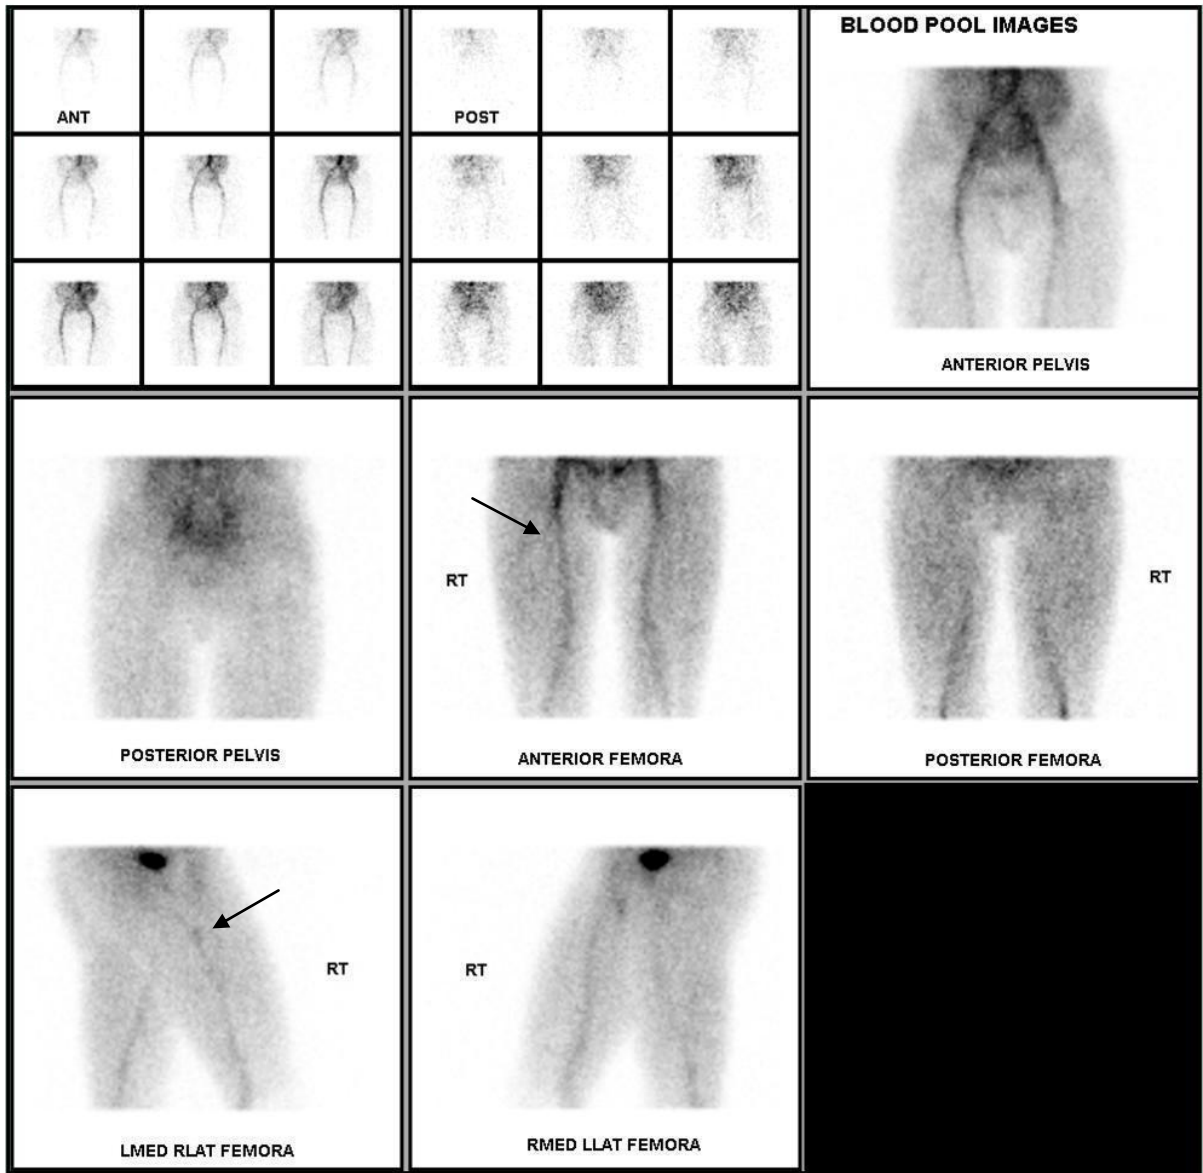 ANT
POST
BLOOD POOL IMAGES
ANTERIOR PELVIS
POSTERIOR PELVIS
RT
ANTERIOR FEMORA
RT
POSTERIOR FEMORA
RT
LMED RLAT FEMORA
RT
RMED LLAT FEMORA